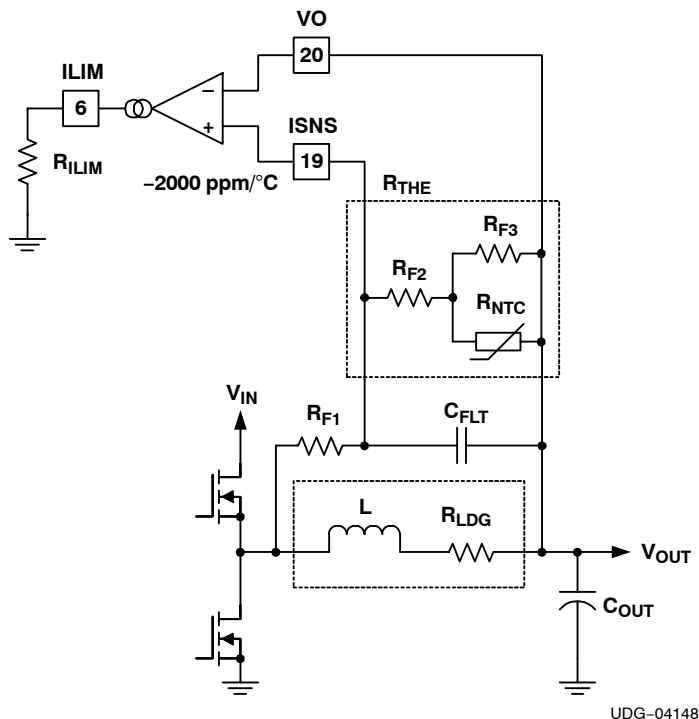 VO
20
ILIM
6
−
+
R_ILIM
–2000 ppm/°C
ISNS
19
R_THE
R_F3
R_F2
R_NTC
V_IN
R_F1
C_FLT
L
R_LDG
V_OUT
C_OUT
UDG–04148